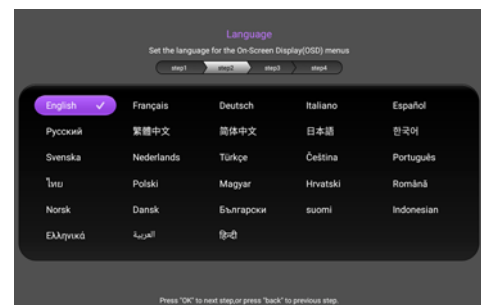 Language
Set the language for the On-Screen Display(OSD) menus
step1 step2 step3 step4
English Français Deutsch Italiano Español
Русский 繁體中文 简体中文 日本語 한국어
Svenska Nederlands Türkçe Čeština Português
ไทย Polski Magyar Hrvatski Română
Norsk Dansk Български suomi Indonesian
Ελληνικά العربية हिन्दी
Press "OK" to next step,or press "back" to previous step.